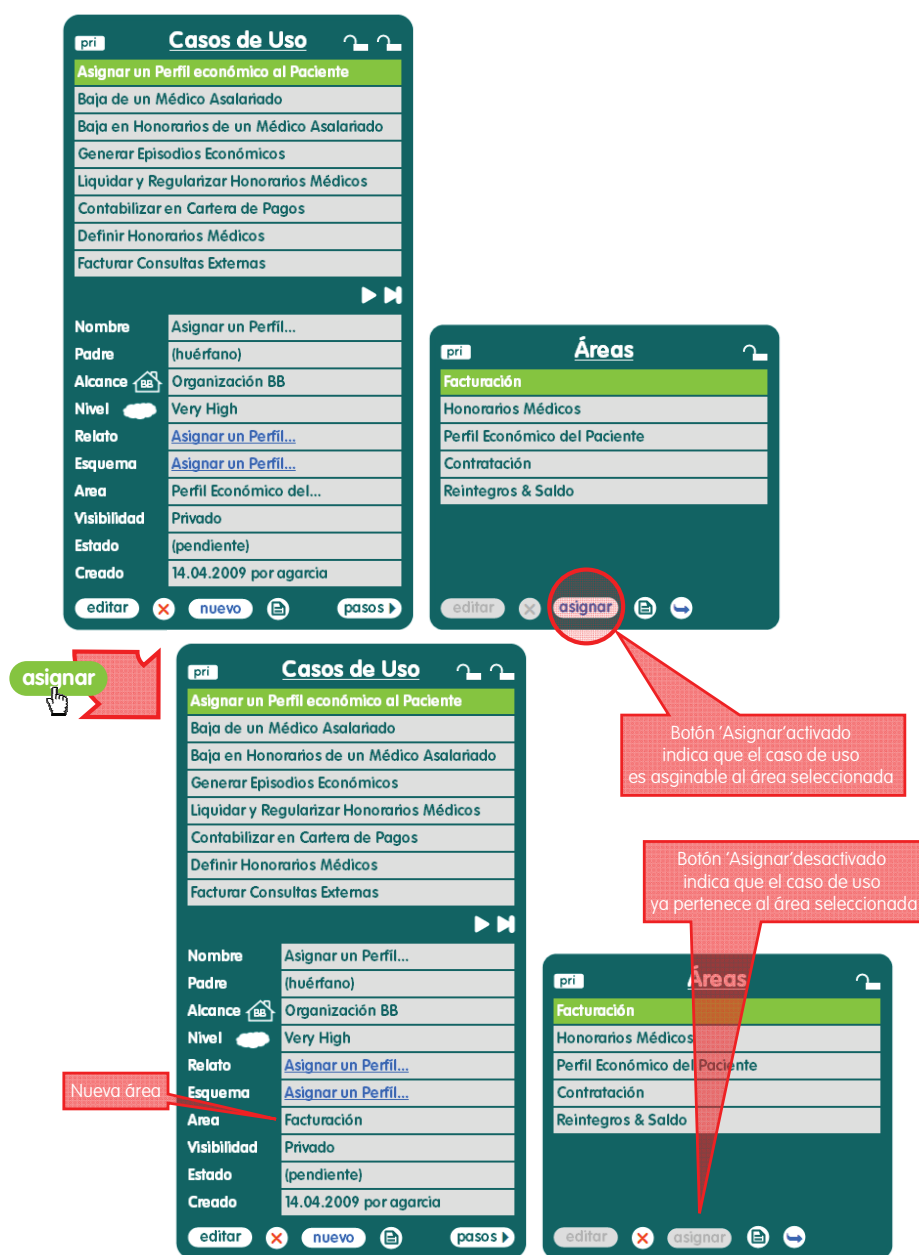 pri
Casos de Uso
Asignar un Perfil económico al Paciente
Baja de un Médico Asalariado
Baja en Honorarios de un Médico Asalariado
Generar Episodios Económicos
Liquidar y Regularizar Honorarios Médicos
Contabilizar en Cartera de Pagos
Definir Honorarios Médicos
Facturar Consultas Externas
Nombre Asignar un Perfil...
Padre (huérfano)
Alcance BB Organización BB
Nivel Very High
Relato Asignar un Perfil...
Esquema Asignar un Perfil...
Area Perfil Económico del...
Visibilidad Privado
Estado (pendiente)
Creado 14.04.2009 por agarcia
editar nuevo pasos
pri
Áreas
Facturación
Honorarios Médicos
Perfil Económico del Paciente
Contratación
Reintegros & Saldo
editar asignar
Botón 'Asignar'activado
indica que el caso de uso
es asginable al área seleccionada
asignar
pri
Casos de Uso
Asignar un Perfil económico al Paciente
Baja de un Médico Asalariado
Baja en Honorarios de un Médico Asalariado
Generar Episodios Económicos
Liquidar y Regularizar Honorarios Médicos
Contabilizar en Cartera de Pagos
Definir Honorarios Médicos
Facturar Consultas Externas
Nombre Asignar un Perfil...
Padre (huérfano)
Alcance BB Organización BB
Nivel Very High
Relato Asignar un Perfil...
Esquema Asignar un Perfil...
Area Facturación
Visibilidad Privado
Estado (pendiente)
Creado 14.04.2009 por agarcia
editar nuevo pasos
Nueva área
Botón 'Asignar'desactivado
indica que el caso de uso
ya pertenece al área seleccionada
pri
Áreas
Facturación
Honorarios Médicos
Perfil Económico del Paciente
Contratación
Reintegros & Saldo
editar asignar